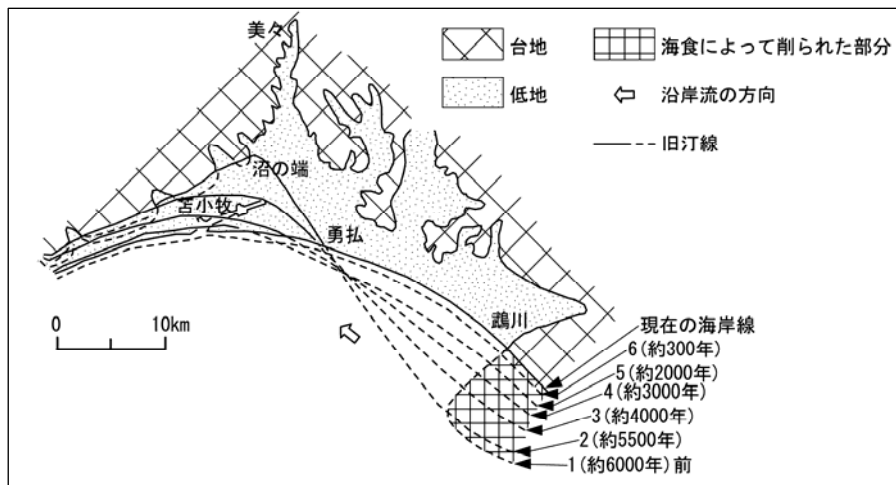 美々
台地
海食によって削られた部分
低地
沿岸流の方向
旧汀線
沼の端
苫小牧
勇払
鵡川
0 10km
現在の海岸線
6(約300年)
5(約2000年)
4(約3000年)
3(約4000年)
2(約5500年)
1(約6000年)前